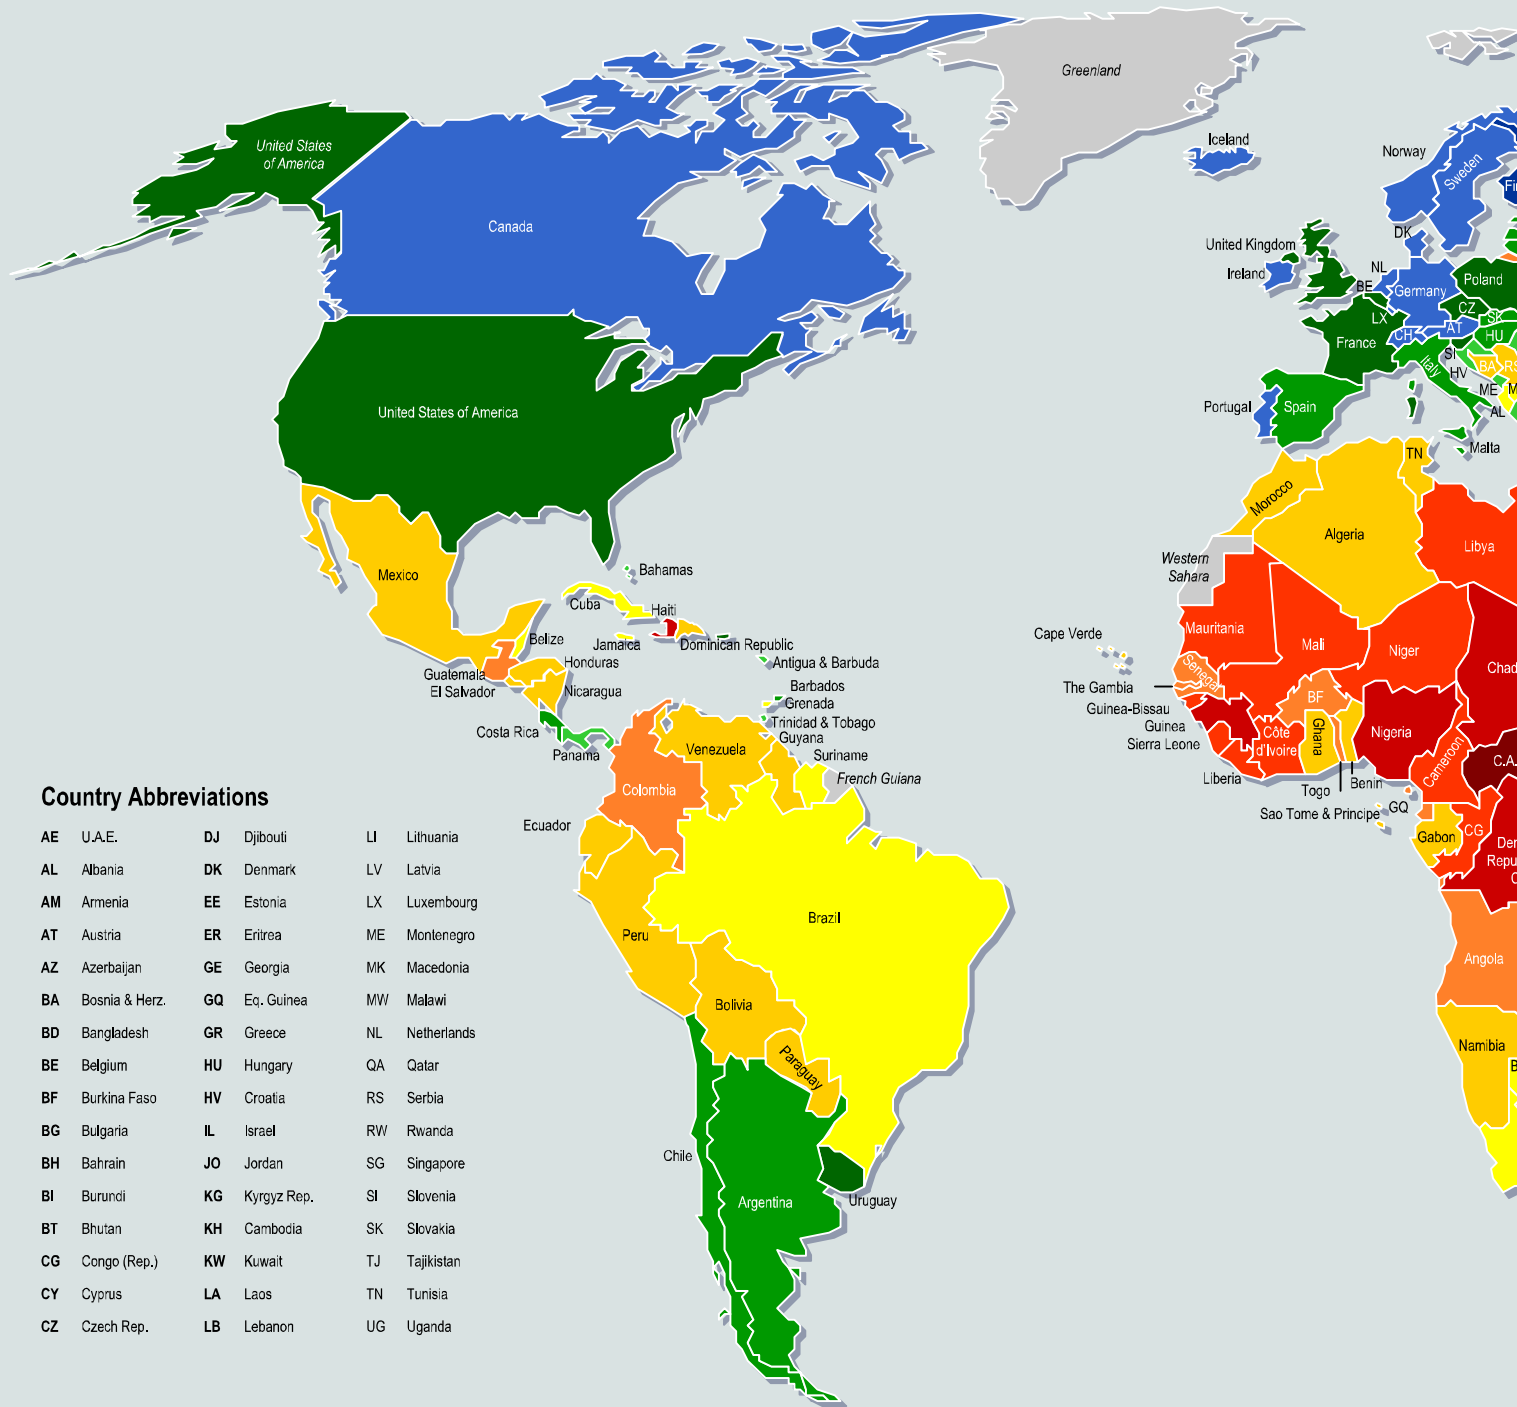 Greenland
Iceland
United States
of America
Norway
Sweden
Canada
DK
United Kingdom
Ireland
NL
BE
Germany
Poland
CZ
LX
SK
CH
AT
HU
France
SI
HV
BA
RS
Italy
ME
AL
United States of America
Portugal
Spain
Malta
TN
Morocco
Algeria
Libya
Western
Sahara
Mexico
Bahamas
Cuba
Haiti
Belize
Jamaica
Dominican Republic
Cape Verde
Mauritania
Mali
Niger
Chad
Honduras
Antigua & Barbuda
Guatemala
El Salvador
Nicaragua
Barbados
Grenada
Senegal
The Gambia
BF
Guinea-Bissau
Guinea
Sierra Leone
Costa Rica
Trinidad & Tobago
Guyana
Panama
Venezuela
Suriname
French Guiana
Côte
d'Ivoire
Ghana
Nigeria
Cameroon
C.A.
Liberia
Togo
Benin
Colombia
Sao Tome & Principe
GQ
Ecuador
Gabon
CG
Brazil
Peru
Angola
Bolivia
Namibia
Paraguay
Chile
Argentina
Uruguay
Country Abbreviations
AE U.A.E. DJ Djibouti LI Lithuania
AL Albania DK Denmark LV Latvia
AM Armenia EE Estonia LX Luxembourg
AT Austria ER Eritrea ME Montenegro
AZ Azerbaijan GE Georgia MK Macedonia
BA Bosnia & Herz. GQ Eq. Guinea MW Malawi
BD Bangladesh GR Greece NL Netherlands
BE Belgium HU Hungary QA Qatar
BF Burkina Faso HV Croatia RS Serbia
BG Bulgaria IL Israel RW Rwanda
BH Bahrain JO Jordan SG Singapore
BI Burundi KG Kyrgyz Rep. SI Slovenia
BT Bhutan KH Cambodia SK Slovakia
CG Congo (Rep.) KW Kuwait TJ Tajikistan
CY Cyprus LA Laos TN Tunisia
CZ Czech Rep. LB Lebanon UG Uganda